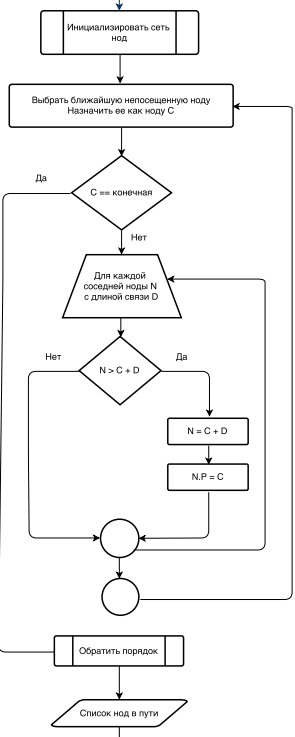 Инициализировать сеть
нод
Выбрать ближайшую непосещенную ноду
Назначить ее как ноду C
Да
C == конечная
Нет
Для каждой
соседней ноды N
с длиной связи D
Нет
Да
N > C + D
N = C + D
N.P = C
Обратить порядок
Список нод в пути